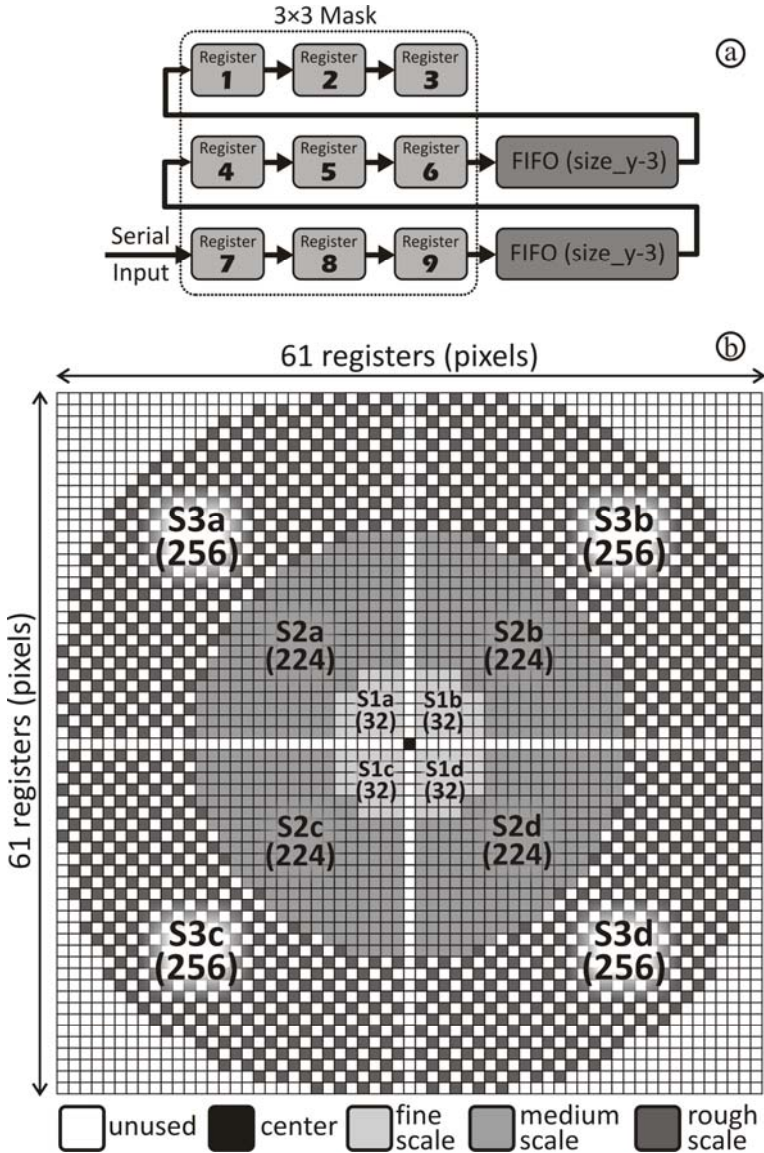 3×3 Mask
a
Register
1
Register
2
Register
3
Register
4
Register
5
Register
6
FIFO (size_y-3)
Serial
Input
Register
7
Register
8
Register
9
FIFO (size_y-3)
b
61 registers (pixels)
61 registers (pixels)
S3a
(256)
S3b
(256)
S2a
(224)
S2b
(224)
S1a
(32)
S1b
(32)
S1c
(32)
S1d
(32)
S2c
(224)
S2d
(224)
S3c
(256)
S3d
(256)
unused
center
fine
scale
medium
scale
rough
scale